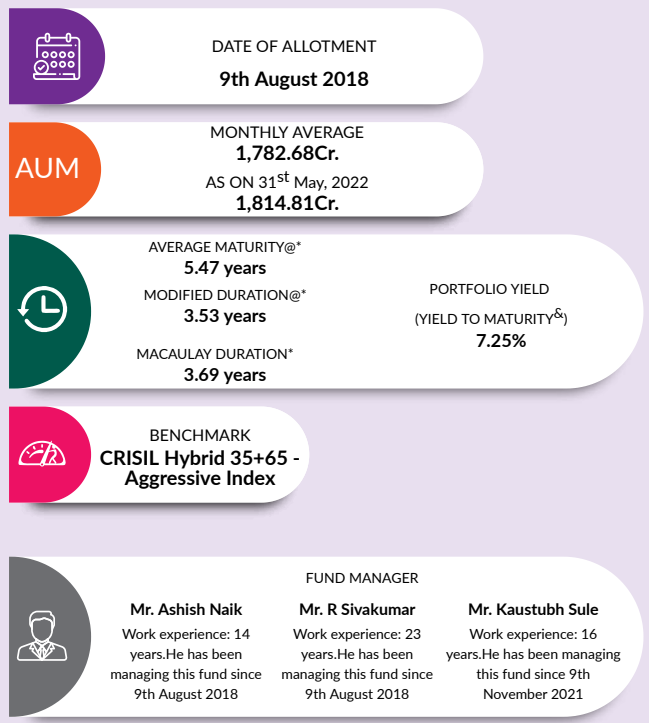 DATE OF ALLOTMENT
9th August 2018
AUM
MONTHLY AVERAGE
1,782.68Cr.
AS ON 31st May, 2022
1,814.81Cr.
AVERAGE MATURITY@*
5.47 years
MODIFIED DURATION@*
3.53 years
MACAULAY DURATION*
3.69 years
PORTFOLIO YIELD
(YIELD TO MATURITY&)
7.25%
BENCHMARK
CRISIL Hybrid 35+65 -
Aggressive Index
FUND MANAGER
Mr. Ashish Naik
Work experience: 14
years.He has been
managing this fund since
9th August 2018
Mr. R Sivakumar
Work experience: 23
years.He has been
managing this fund since
9th August 2018
Mr. Kaustubh Sule
Work experience: 16
years.He has been managing
this fund since 9th
November 2021